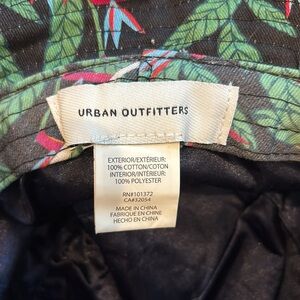 URBAN OUTFITTERS
EXTERIOR/EXTÉRIEUR:
100% COTTON/COTON
INTERIOR/INTÉRIEUR:
100% POLYESTER
RN#101372
CA#32054
MADE IN CHINA
FABRIQUE EN CHINE
HECHO EN CHINA